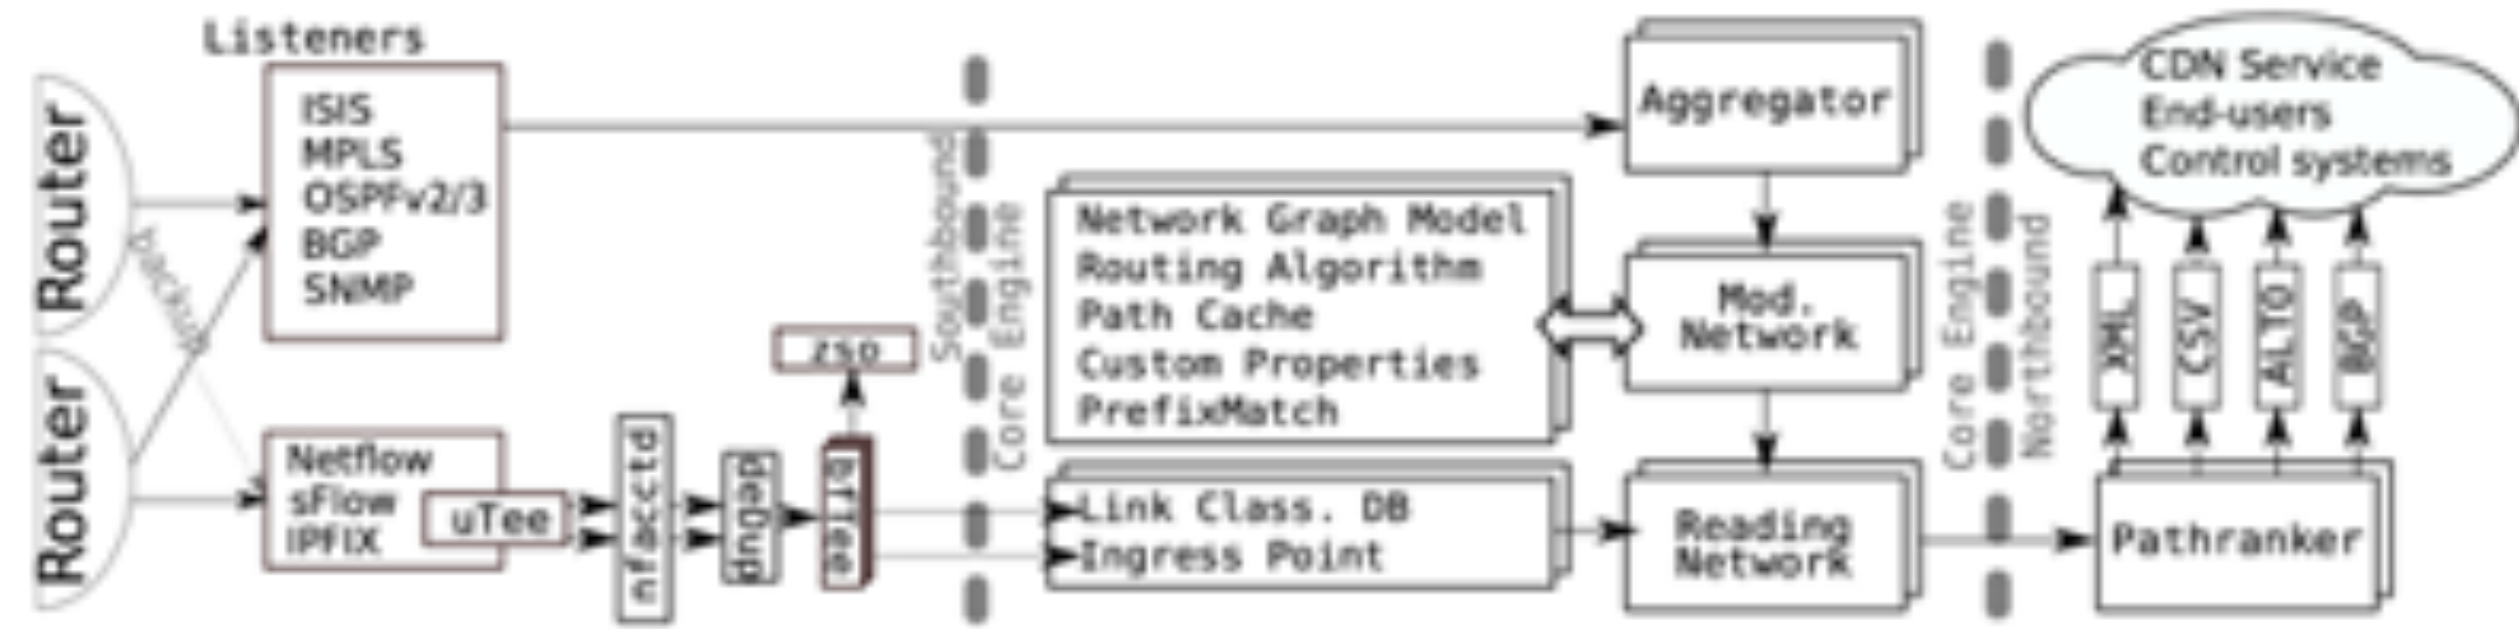 Listeners
Router
Router
backup
ISIS
MPLS
OSPFv2/3
BGP
SNMP
Netflow
sFlow
IPFIX
uTee
nfacctd
deDup
bfTee
zso
Southbound
Core Engine
Aggregator
Network Graph Model
Routing Algorithm
Path Cache
Custom Properties
PrefixMatch
Mod.
Network
Link Class. DB
Ingress Point
Reading
Network
Core Engine
Northbound
CDN Service
End-users
Control systems
XML
CSV
ALTO
BGP
Pathranker